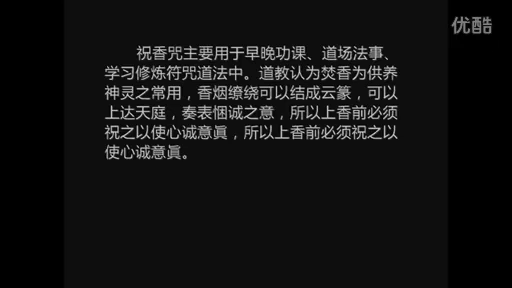 优酷
祝香咒主要用于早晚功课、道场法事、
学习修炼符咒道法中。道教认为焚香为供养
神灵之常用，香烟缭绕可以结成云篆，可以
上达天庭，奏表悃诚之意，所以上香前必须
祝之以使心诚意眞，所以上香前必须祝之以
使心诚意眞。